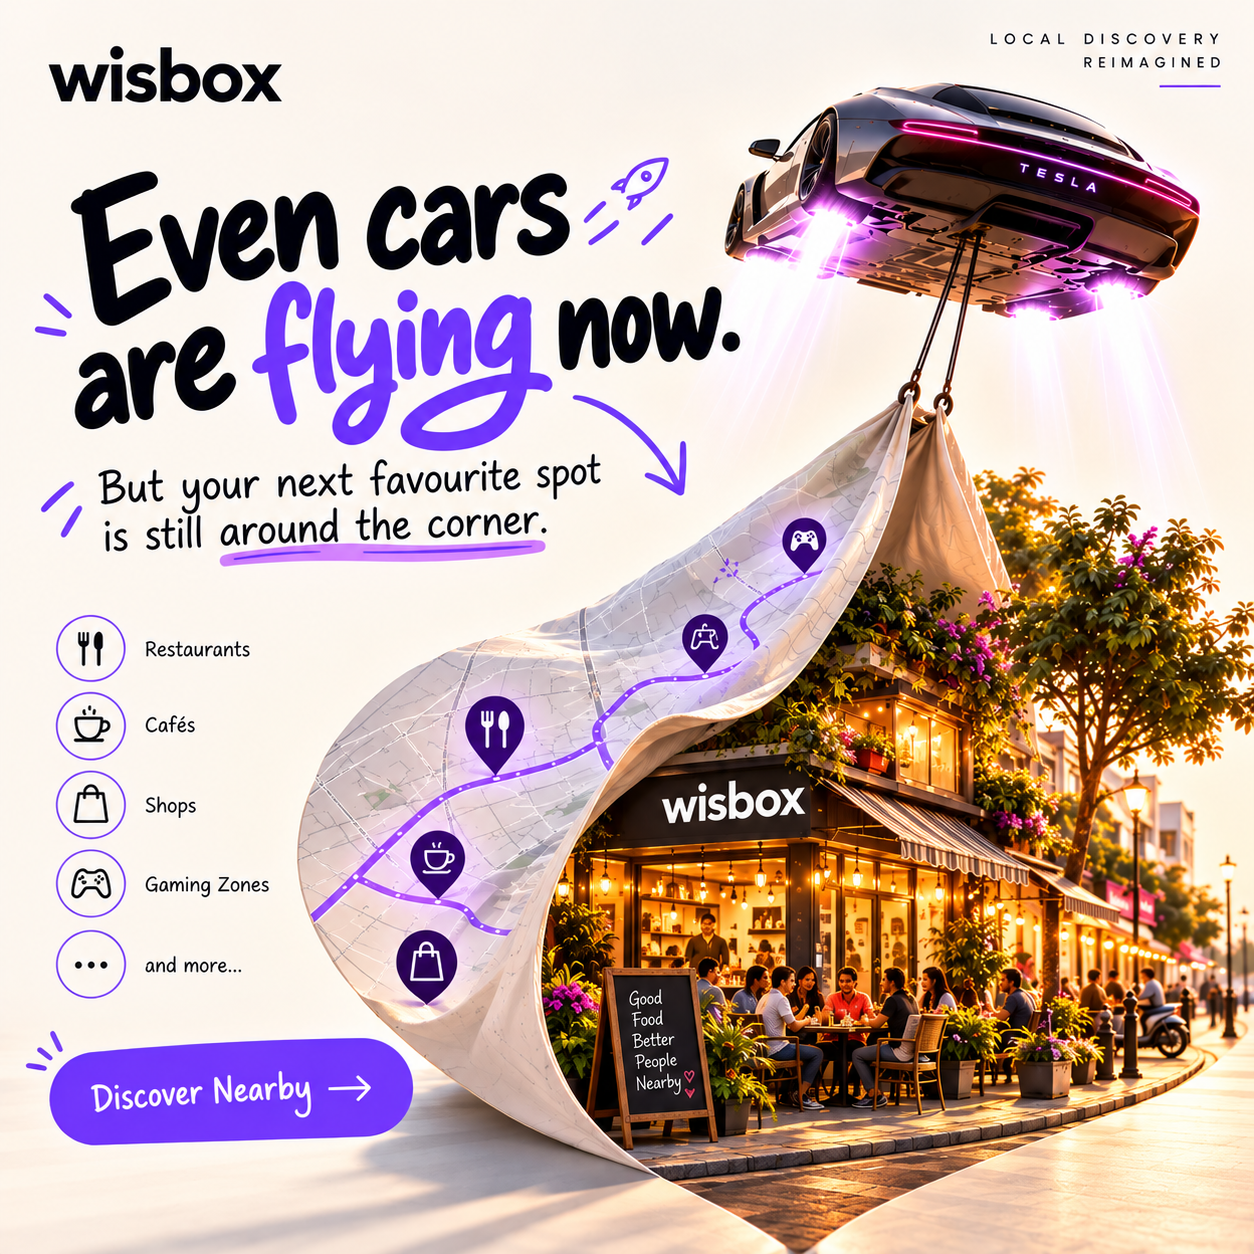 wisbox
LOCAL DISCOVERY
REIMAGINED
TESLA
Even cars
are flying now.
But your next favourite spot
is still around the corner.
Restaurants
Cafés
Shops
Gaming Zones
and more...
Discover Nearby
wisbox
Good
Food
Better
People
Nearby